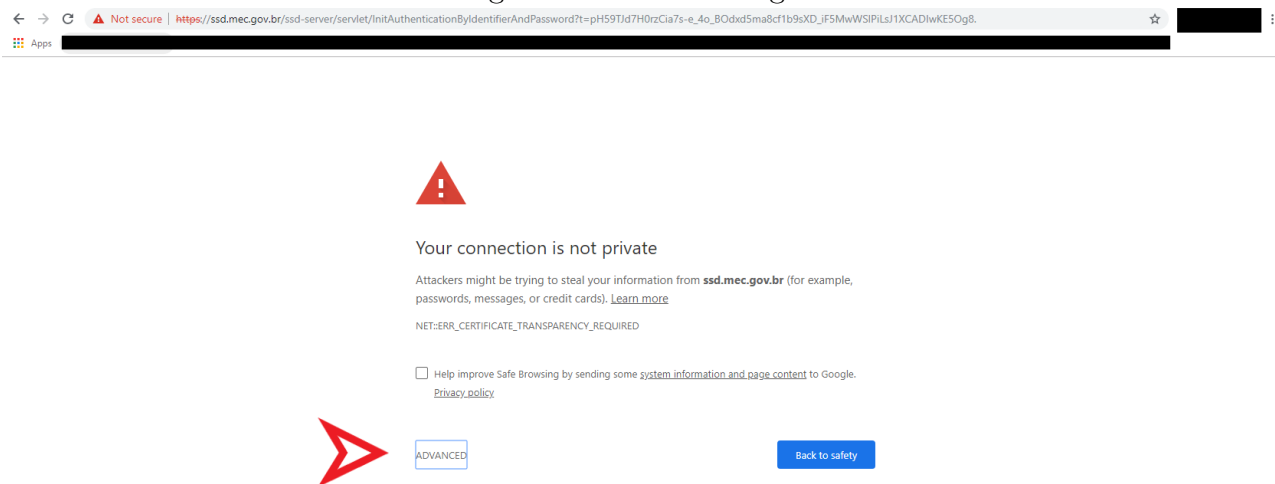 Not secure | https://ssd.mec.gov.br/ssd-server/servlet/InitAuthenticationByIdentifierAndPassword?t=pH59TJd7H0rzCia7s-e_4o_BOdxd5ma8cf1b9sXD_iF5MwWSlPiLsJ1XCADlwKE5Og8.
Apps
Your connection is not private
Attackers might be trying to steal your information from ssd.mec.gov.br (for example,
passwords, messages, or credit cards). Learn more
NET::ERR_CERTIFICATE_TRANSPARENCY_REQUIRED
Help improve Safe Browsing by sending some system information and page content to Google.
Privacy policy
ADVANCED
Back to safety